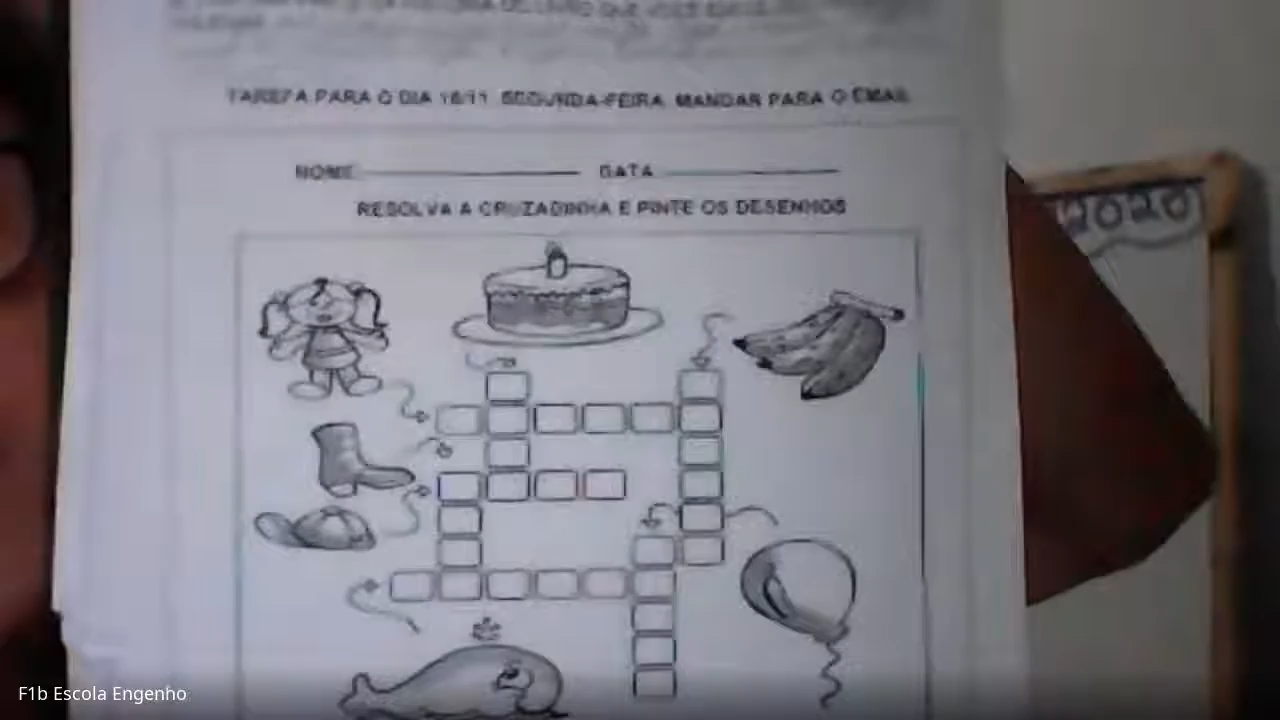 TAREFA PARA O DIA 16/11 SEGUNDA-FEIRA. MANDAR PARA O EMAIL
NOME DATA
RESOLVA A CRUZADINHA E PINTE OS DESENHOS
2020
F1b Escola Engenho